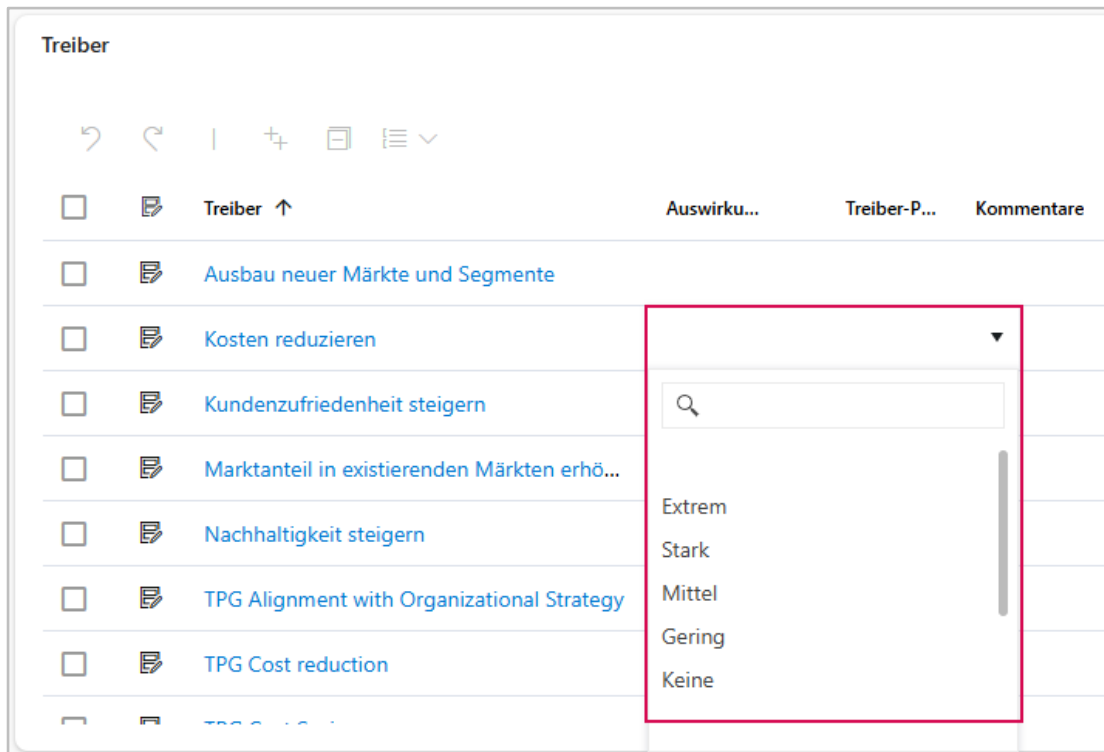 Treiber
Treiber Auswirku... Treiber-P... Kommentare
Ausbau neuer Märkte und Segmente
Kosten reduzieren
Kundenzufriedenheit steigern
Marktanteil in existierenden Märkten erhö...
Nachhaltigkeit steigern
TPG Alignment with Organizational Strategy
TPG Cost reduction
Extrem
Stark
Mittel
Gering
Keine